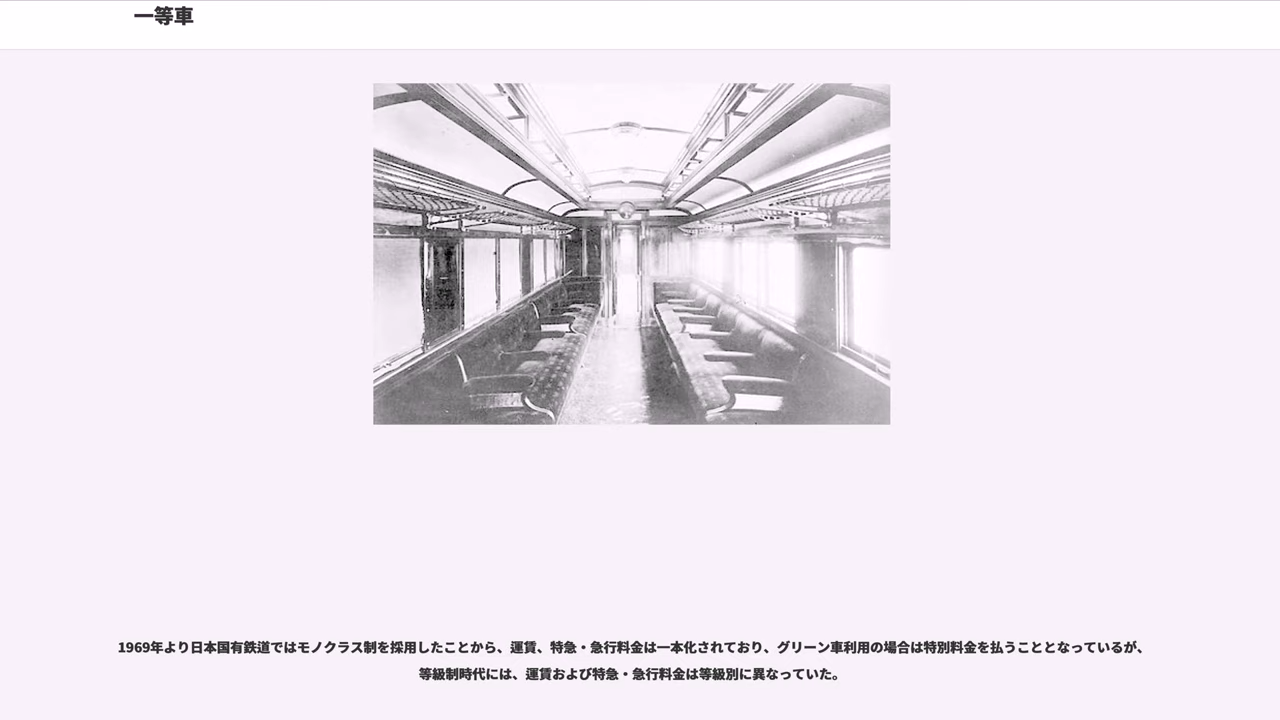 一等車
1969年より日本国有鉄道ではモノクラス制を採用したことから、運賃、特急・急行料金は一本化されており、グリーン車利用の場合は特別料金を払うこととなっているが、
等級制時代には、運賃および特急・急行料金は等級別に異なっていた。